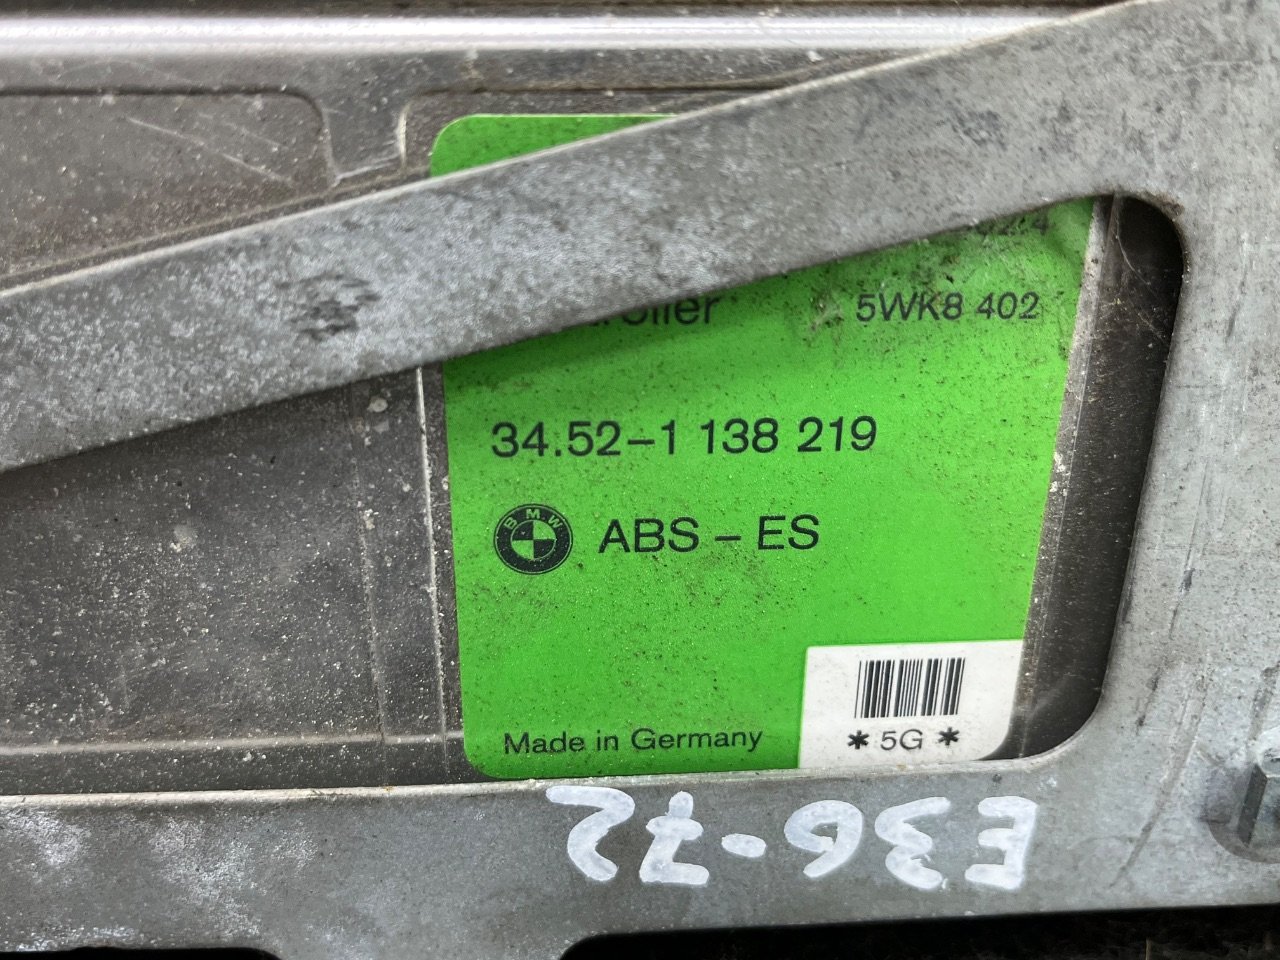 5WK8 402
34.52-1 138 219
BMW ABS - ES
Made in Germany
* 5G *
E36-72